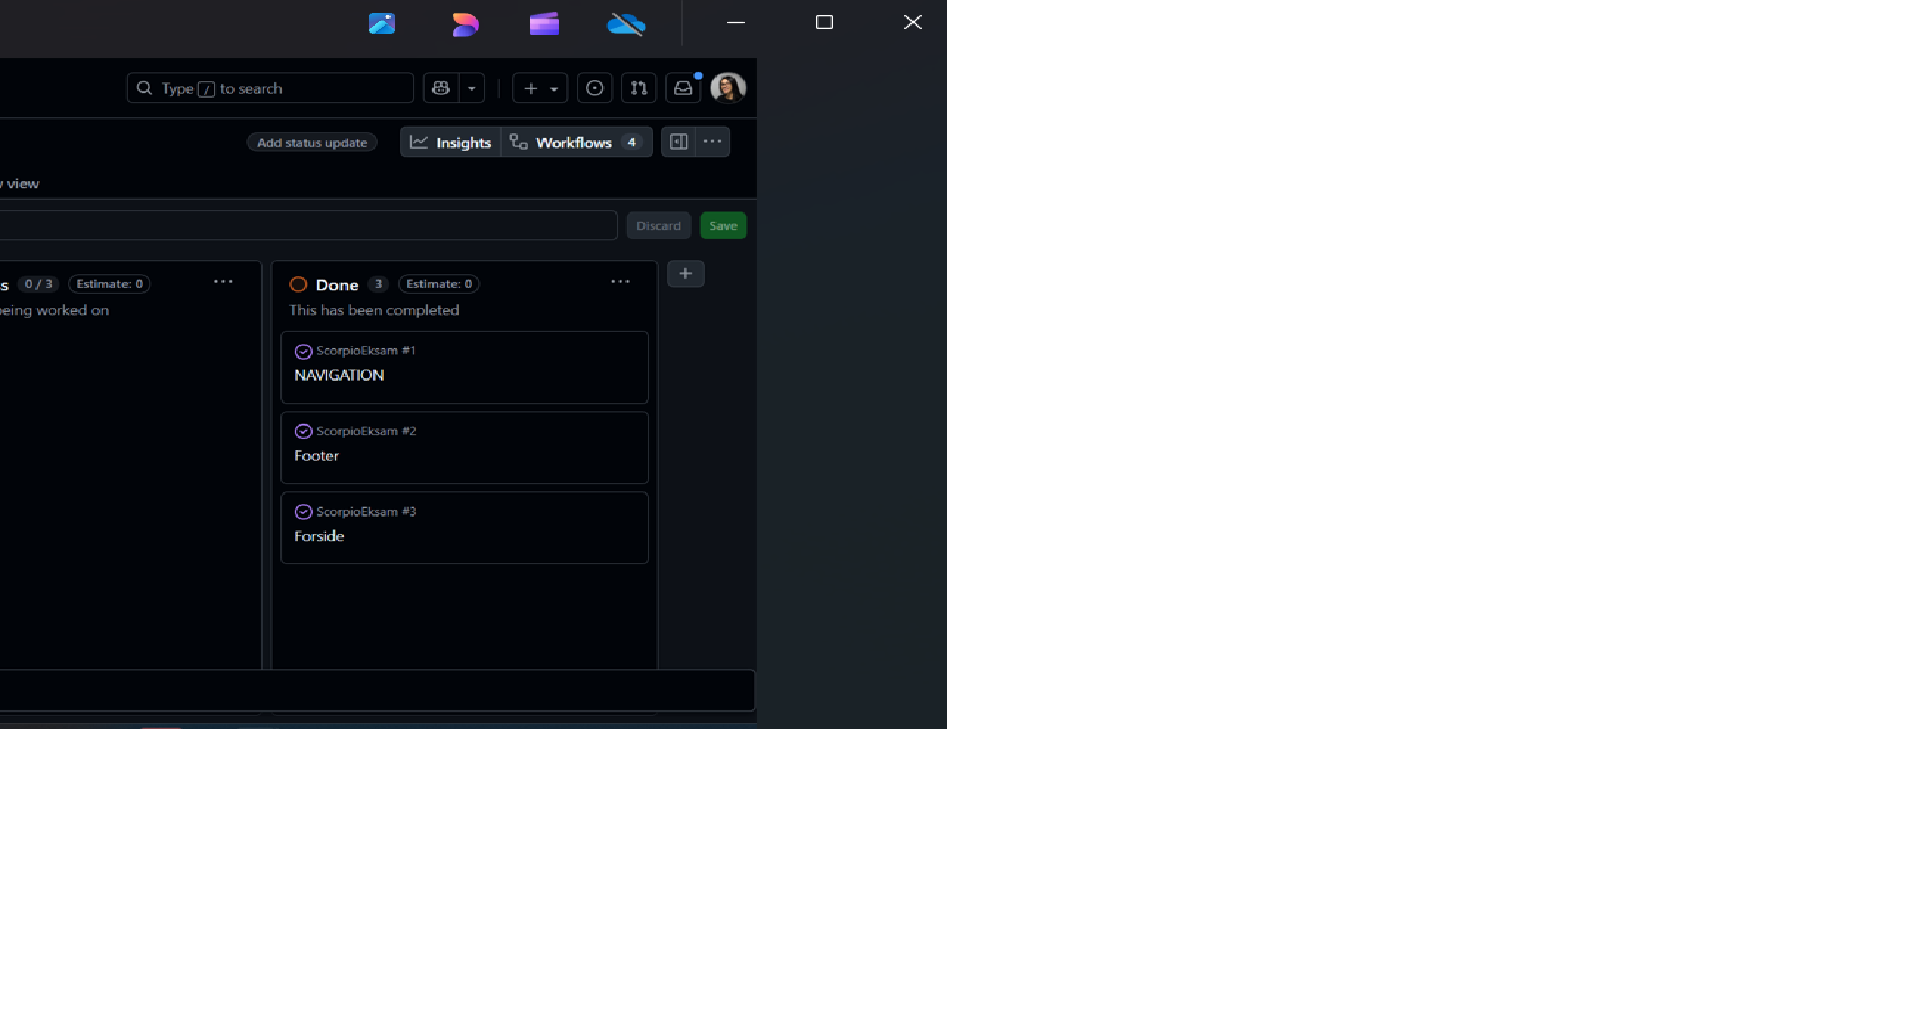 Type / to search
Add status update
Insights
Workflows 4
view
Discard
Save
s 0 / 3 Estimate: 0
eing worked on
Done 3 Estimate: 0
This has been completed
ScorpioEksam #1
NAVIGATION
ScorpioEksam #2
Footer
ScorpioEksam #3
Forside